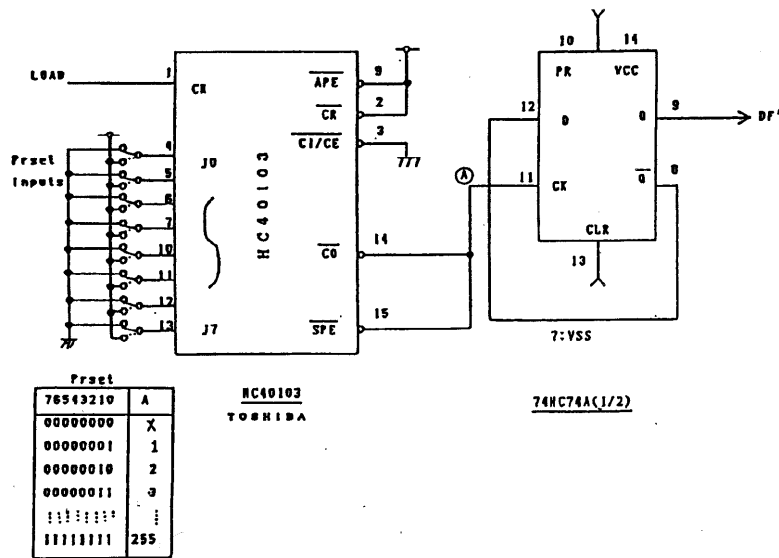 LOAD
1
CK
4
5
6
7
10
11
12
13
J0
J7
Prset
Inputs
HC40103
APE
9
CR
2
CI/CE
3
CO
14
SPE
15
A
10
14
PR
VCC
12
D
Q
9
DF'
11
CK
Q
8
CLR
13
7:VSS
Prset
76543210 A
00000000 X
00000001 1
00000010 2
00000011 3
11111111 255
HC40103
TOSHIBA
74HC74A(1/2)